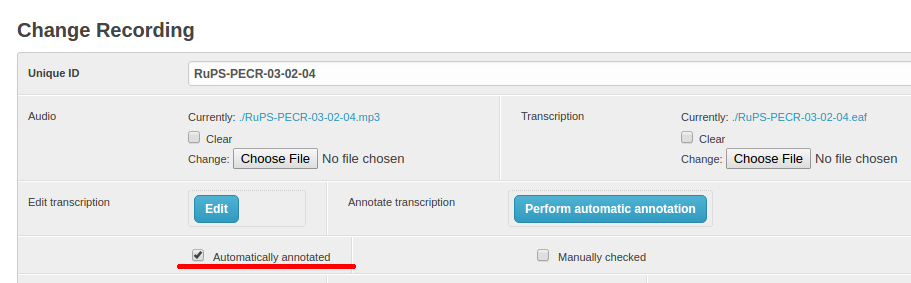 Change Recording
Unique ID RuPS-PECR-03-02-04
Audio Currently: ./RuPS-PECR-03-02-04.mp3 Transcription Currently: ./RuPS-PECR-03-02-04.eaf
Clear Clear
Change: Choose File No file chosen Change: Choose File No file chosen
Edit transcription Edit Annotate transcription Perform automatic annotation
Automatically annotated Manually checked